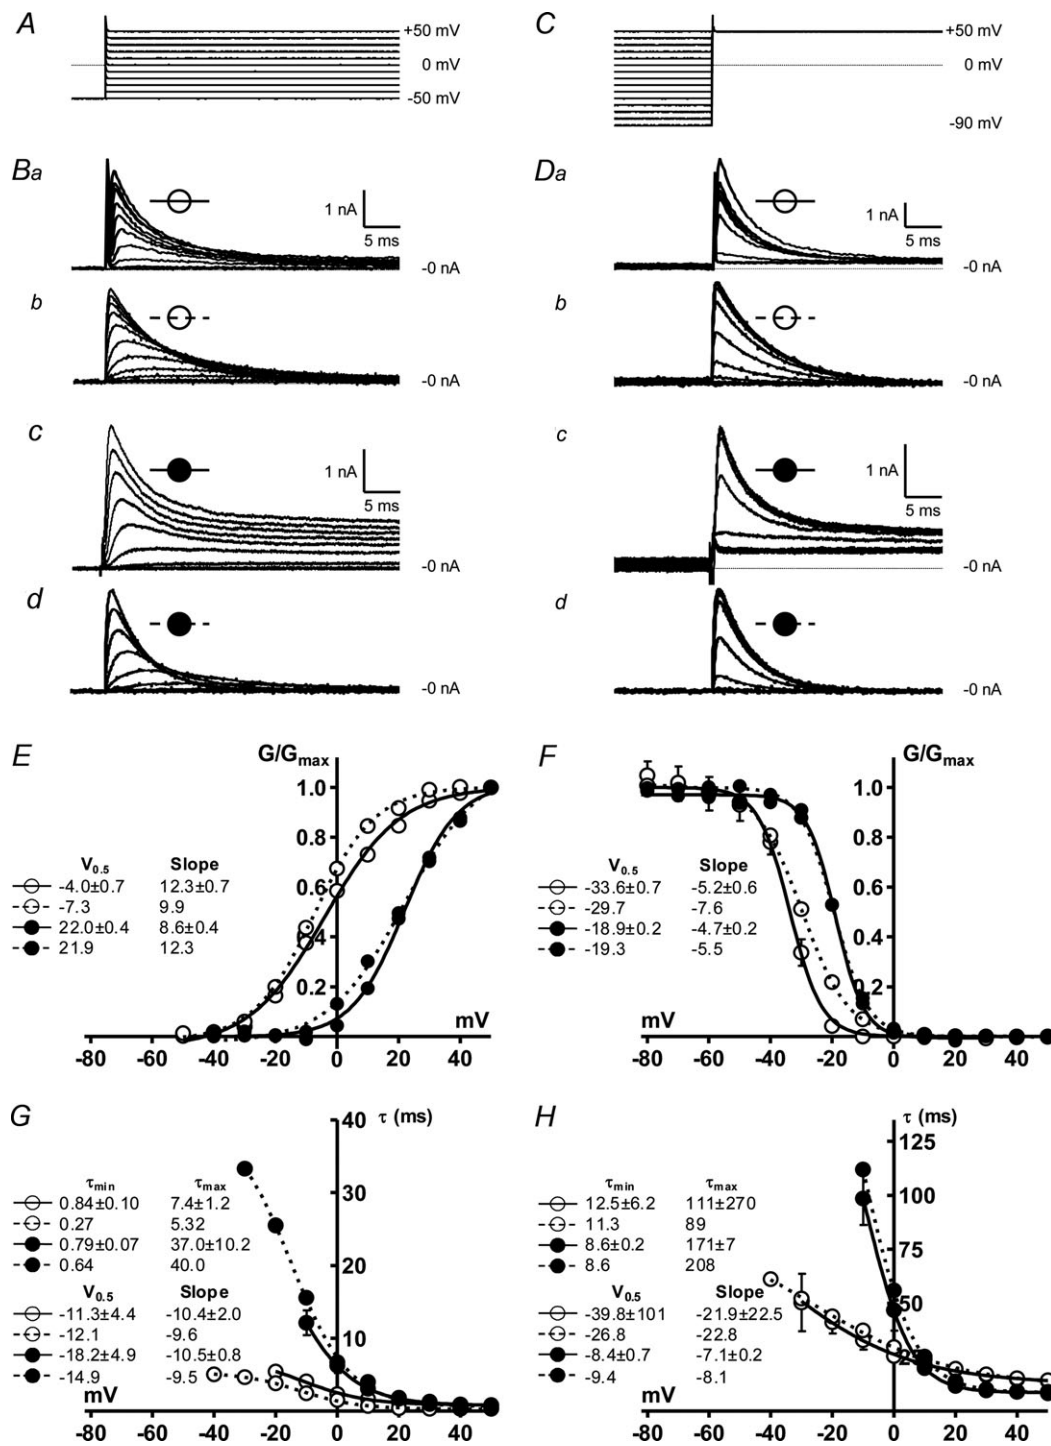 A
+50 mV
0 mV
-50 mV
C
+50 mV
0 mV
-90 mV
Ba
1 nA
5 ms
-0 nA
b
-0 nA
c
1 nA
5 ms
-0 nA
d
-0 nA
Da
1 nA
5 ms
-0 nA
b
-0 nA
c
1 nA
5 ms
-0 nA
d
-0 nA
E
G/Gmax
1.0
0.8
0.6
0.4
0.2
mV
-80 -60 -40 -20 0 20 40
V0.5 Slope
-4.0±0.7 12.3±0.7
-7.3 9.9
22.0±0.4 8.6±0.4
21.9 12.3
F
G/Gmax
1.0
0.8
0.6
0.4
0.2
mV
-80 -60 -40 -20 0 20 40
V0.5 Slope
-33.6±0.7 -5.2±0.6
-29.7 -7.6
-18.9±0.2 -4.7±0.2
-19.3 -5.5
G
τ (ms)
40
30
20
10
mV
-80 -60 -40 -20 0 20 40
τmin τmax
0.84±0.10 7.4±1.2
0.27 5.32
0.79±0.07 37.0±10.2
0.64 40.0
V0.5 Slope
-11.3±4.4 -10.4±2.0
-12.1 -9.6
-18.2±4.9 -10.5±0.8
-14.9 -9.5
H
τ (ms)
125
100
75
50
mV
-80 -60 -40 -20 0 20 40
τmin τmax
12.5±6.2 111±270
11.3 89
8.6±0.2 171±7
8.6 208
V0.5 Slope
-39.8±101 -21.9±22.5
-26.8 -22.8
-8.4±0.7 -7.1±0.2
-9.4 -8.1